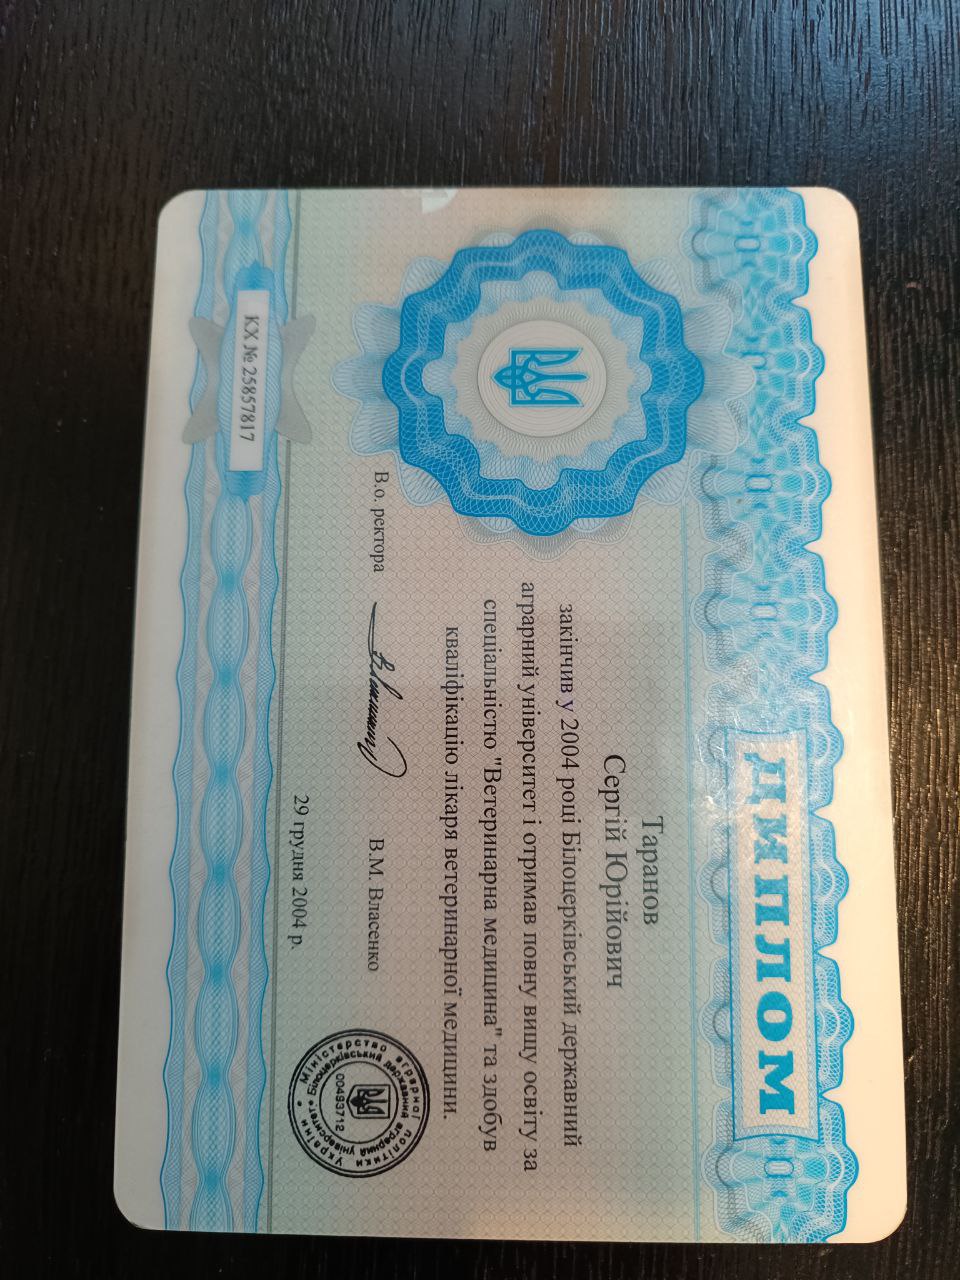 ДИПЛОМ
Таранов
Сергій Юрійович
закінчив у 2004 році Білоцерківський державний
аграрний університет і отримав повну вищу освіту за
спеціальністю "Ветеринарна медицина" та здобув
кваліфікацію лікаря ветеринарної медицини.
В.о. ректора
В.М. Власенко
29 грудня 2004 р.
Міністерство аграрної політики України
Білоцерківський державний аграрний університет
00493712
КХ № 25857817